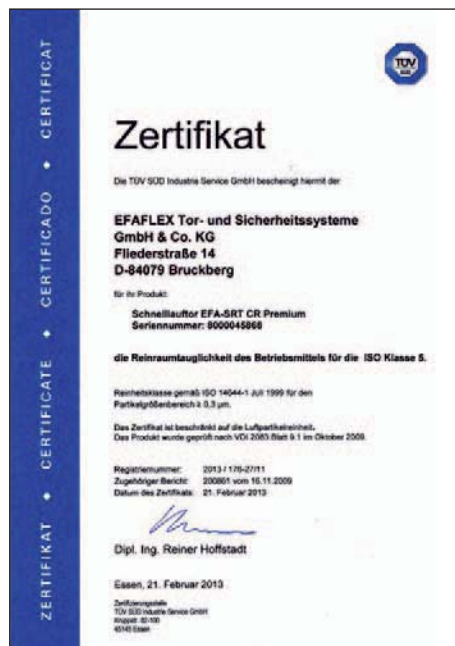 ZERTIFIKAT ◆ CERTIFICATE ◆ CERTIFICADO ◆ CERTIFICAT
TÜV
SÜD
Zertifikat
Die TÜV SÜD Industrie Service GmbH bescheinigt hiermit der
EFAFLEX Tor- und Sicherheitssysteme
GmbH & Co. KG
Fliederstraße 14
D-84079 Bruckberg
für ihr Produkt:
Schnelllauftor EFA-SRT CR Premium
Seriennummer: 8000045868
die Reinraumtauglichkeit des Betriebsmittels für die ISO Klasse 5.
Reinheitsklasse gemäß ISO 14644-1 Juli 1999 für den
Partikelgrößenbereich ≥ 0,3 µm.
Das Zertifikat ist beschränkt auf die Luftpartikelreinheit.
Das Produkt wurde geprüft nach VDI 2083 Blatt 9.1 im Oktober 2009.
Registriernummer: 2013 / 176-27/11
Zugehöriger Bericht: 200861 vom 16.11.2009
Datum des Zertifikats: 21. Februar 2013
Dipl. Ing. Reiner Hoffstadt
Essen, 21. Februar 2013
Zertifizierungsstelle
TÜV SÜD Industrie Service GmbH
82-100
45145 Essen